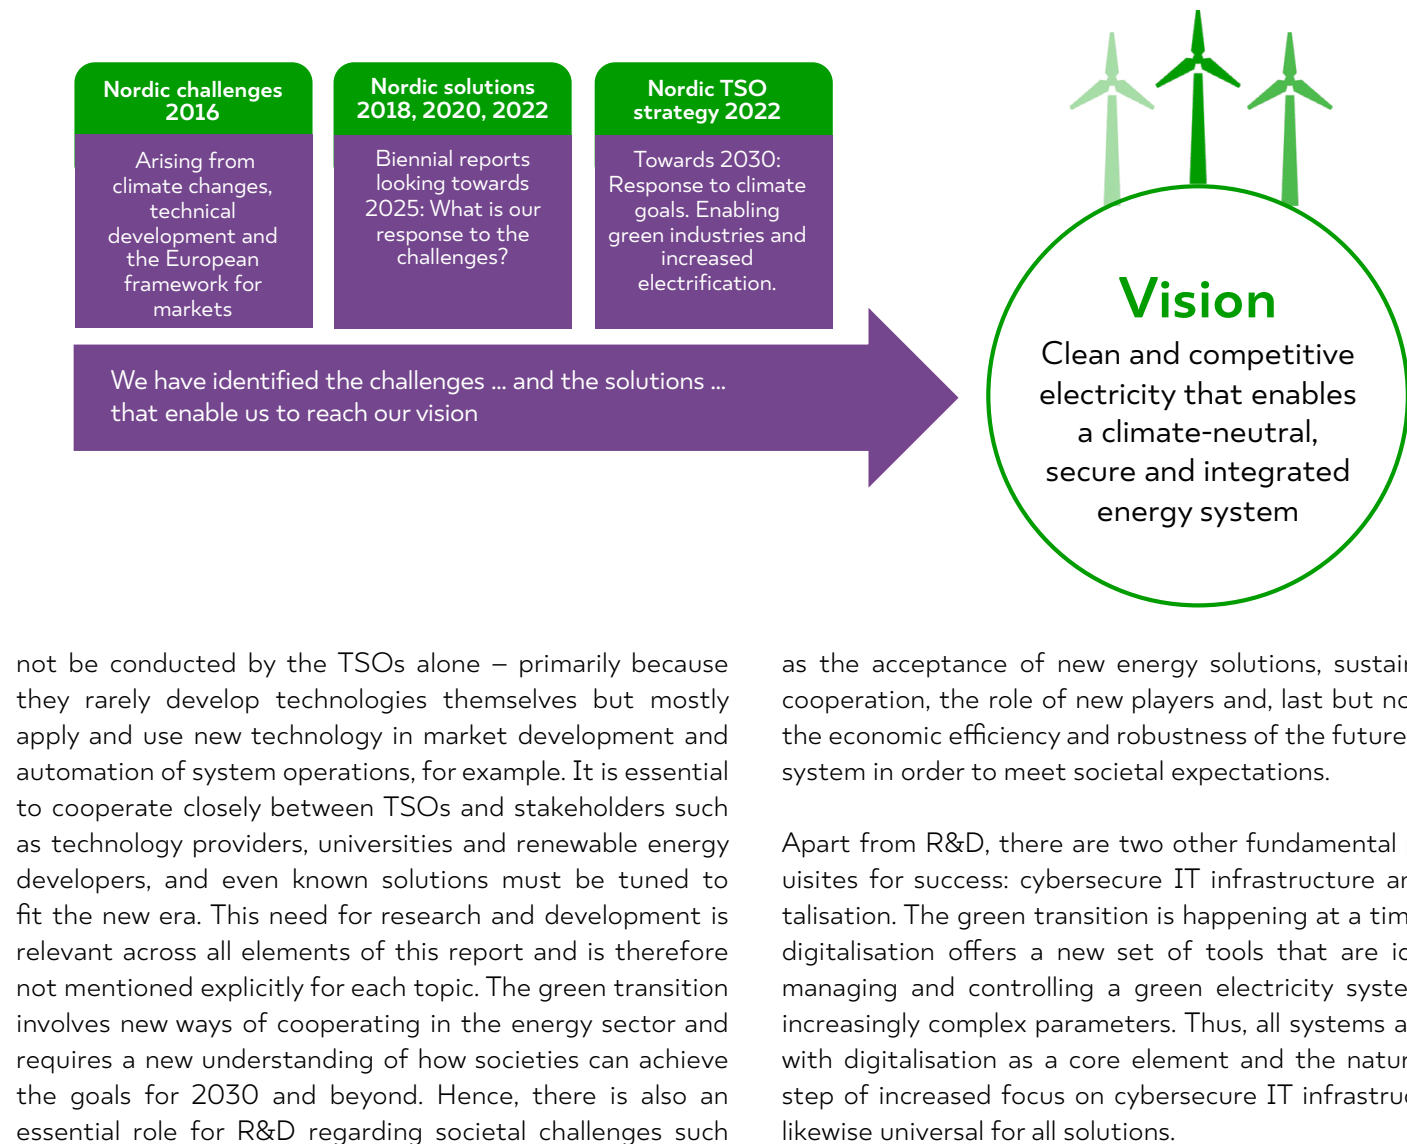 Nordic challenges
2016
Arising from
climate changes,
technical
development and
the European
framework for
markets
Nordic solutions
2018, 2020, 2022
Biennial reports
looking towards
2025: What is our
response to the
challenges?
Nordic TSO
strategy 2022
Towards 2030:
Response to climate
goals. Enabling
green industries and
increased
electrification.
We have identified the challenges ... and the solutions ...
that enable us to reach our vision
Vision
Clean and competitive
electricity that enables
a climate-neutral,
secure and integrated
energy system
not be conducted by the TSOs alone – primarily because
they rarely develop technologies themselves but mostly
apply and use new technology in market development and
automation of system operations, for example. It is essential
to cooperate closely between TSOs and stakeholders such
as technology providers, universities and renewable energy
developers, and even known solutions must be tuned to
fit the new era. This need for research and development is
relevant across all elements of this report and is therefore
not mentioned explicitly for each topic. The green transition
involves new ways of cooperating in the energy sector and
requires a new understanding of how societies can achieve
the goals for 2030 and beyond. Hence, there is also an
essential role for R&D regarding societal challenges such
as the acceptance of new energy solutions,
cooperation, the role of new players and, last but
the economic efficiency and robustness of the future
system in order to meet societal expectations.
Apart from R&D, there are two other fundamental
uisites for success: cybersecure IT infrastructure
talisation. The green transition is happening at a
digitalisation offers a new set of tools that are
managing and controlling a green electricity
increasingly complex parameters. Thus, all systems
with digitalisation as a core element and the
step of increased focus on cybersecure IT
likewise universal for all solutions.